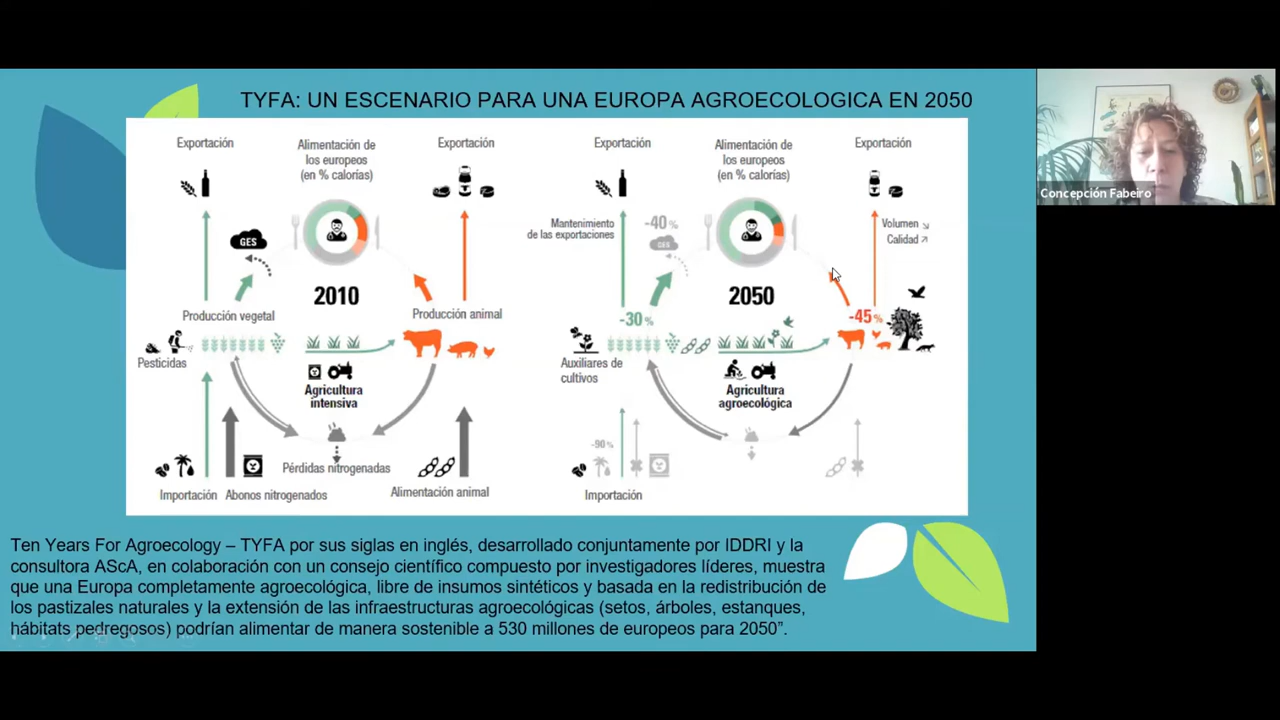 TYFA: UN ESCENARIO PARA UNA EUROPA AGROECOLOGICA EN 2050
Exportación
Alimentación de
los europeos
(en % calorías)
Exportación
GES
2010
Producción vegetal
Producción animal
Pesticidas
Agricultura
intensiva
Pérdidas nitrogenadas
Importación
Abonos nitrogenados
Alimentación animal
Exportación
Alimentación de
los europeos
(en % calorías)
Exportación
Mantenimiento
de las exportaciones
-40 %
GES
Volumen
Calidad
2050
-30 %
-45 %
Auxiliares de
cultivos
Agricultura
agroecológica
-90 %
Importación
Ten Years For Agroecology – TYFA por sus siglas en inglés, desarrollado conjuntamente por IDDRI y la
consultora AScA, en colaboración con un consejo científico compuesto por investigadores líderes, muestra
que una Europa completamente agroecológica, libre de insumos sintéticos y basada en la redistribución de
los pastizales naturales y la extensión de las infraestructuras agroecológicas (setos, árboles, estanques,
hábitats pedregosos) podrían alimentar de manera sostenible a 530 millones de europeos para 2050”.
Concepción Fabeiro